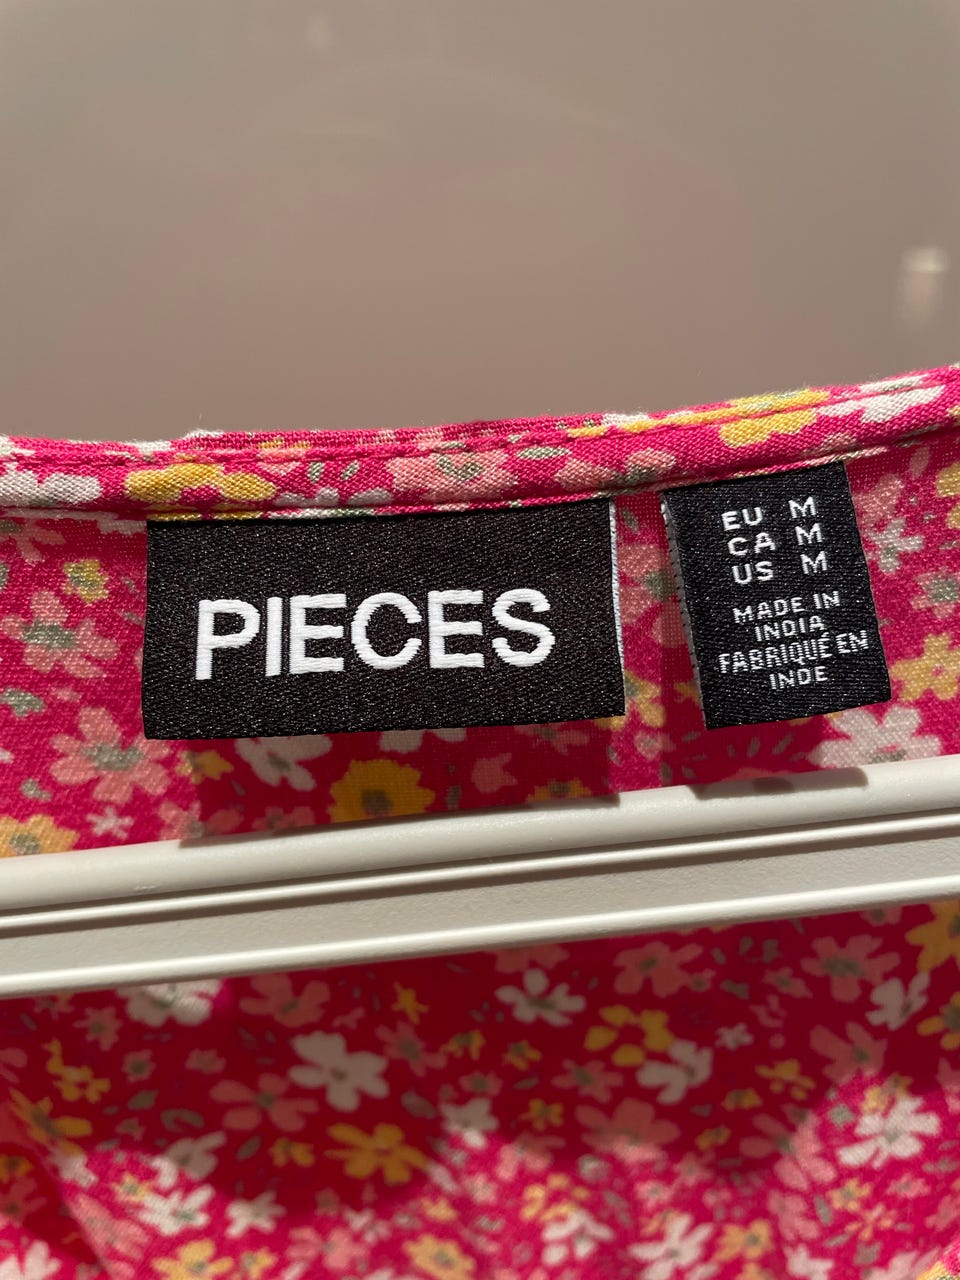 PIECES
EU M
CA M
US M
MADE IN
INDIA
FABRIQUÉ EN
INDE